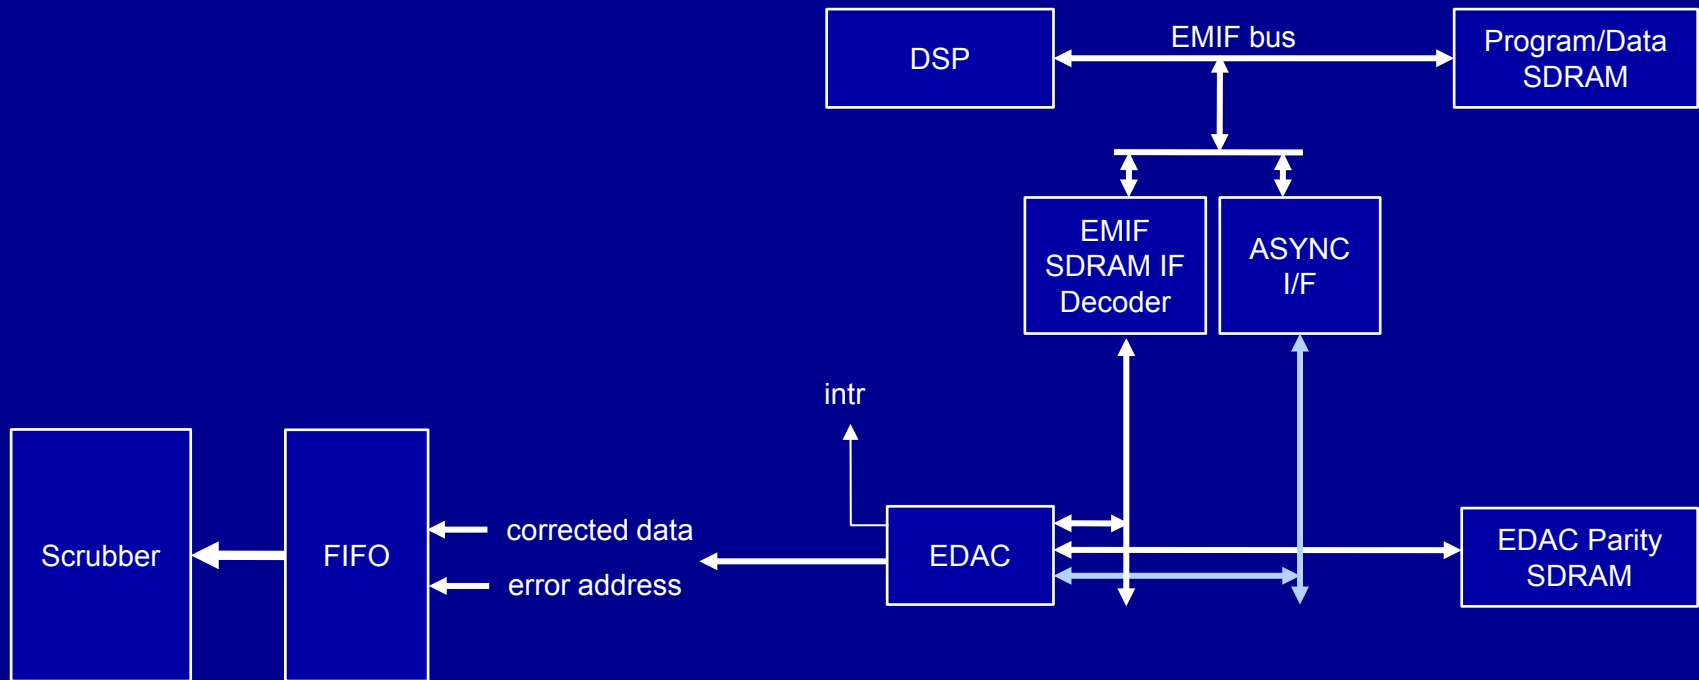 DSP
EMIF bus
Program/Data
SDRAM
EMIF
SDRAM IF
Decoder
ASYNC
I/F
intr
Scrubber
FIFO
corrected data
error address
EDAC
EDAC Parity
SDRAM